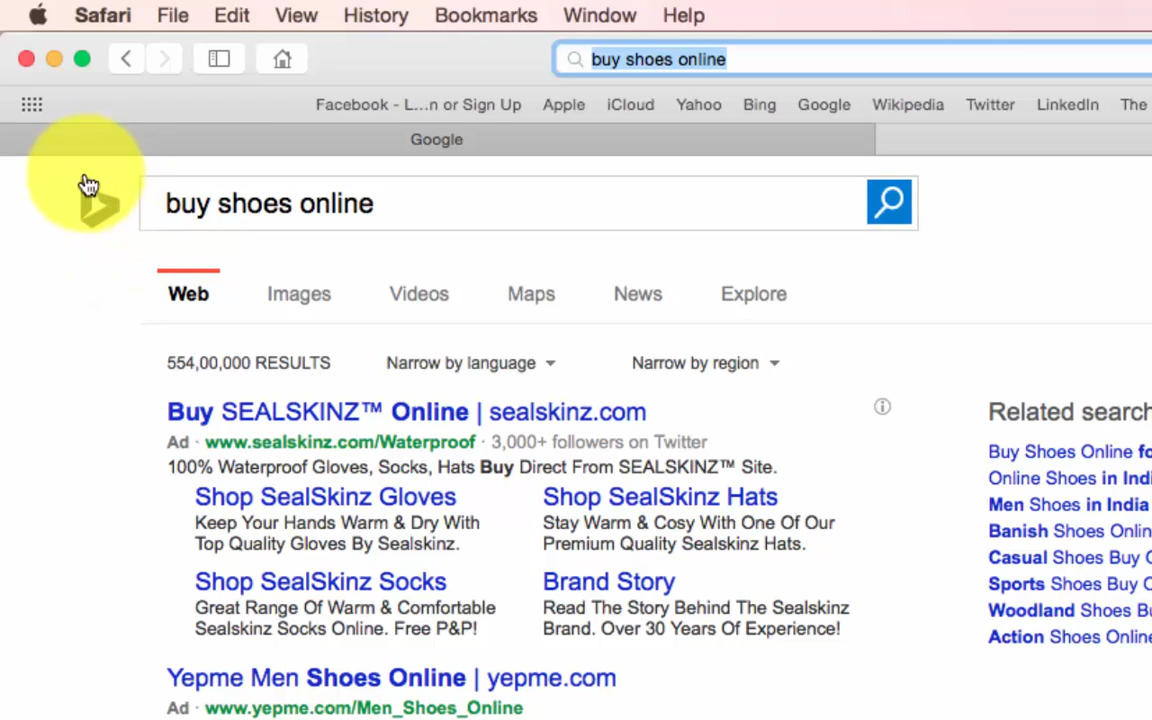 Safari File Edit View History Bookmarks Window Help
buy shoes online
Facebook - L...n or Sign Up Apple iCloud Yahoo Bing Google Wikipedia Twitter LinkedIn The
Google
buy shoes online
Web Images Videos Maps News Explore
554,00,000 RESULTS Narrow by language Narrow by region
Buy SEALSKINZ™ Online | sealskinz.com
Ad · www.sealskinz.com/Waterproof · 3,000+ followers on Twitter
100% Waterproof Gloves, Socks, Hats Buy Direct From SEALSKINZ™ Site.
Shop SealSkinz Gloves
Keep Your Hands Warm & Dry With
Top Quality Gloves By Sealskinz.
Shop SealSkinz Hats
Stay Warm & Cosy With One Of Our
Premium Quality Sealskinz Hats.
Shop SealSkinz Socks
Great Range Of Warm & Comfortable
Sealskinz Socks Online. Free P&P!
Brand Story
Read The Story Behind The Sealskinz
Brand. Over 30 Years Of Experience!
Yepme Men Shoes Online | yepme.com
Ad · www.yepme.com/Men_Shoes_Online
Related search
Buy Shoes Online fo
Online Shoes in Indi
Men Shoes in India
Banish Shoes Onlin
Casual Shoes Buy O
Sports Shoes Buy O
Woodland Shoes Bu
Action Shoes Online